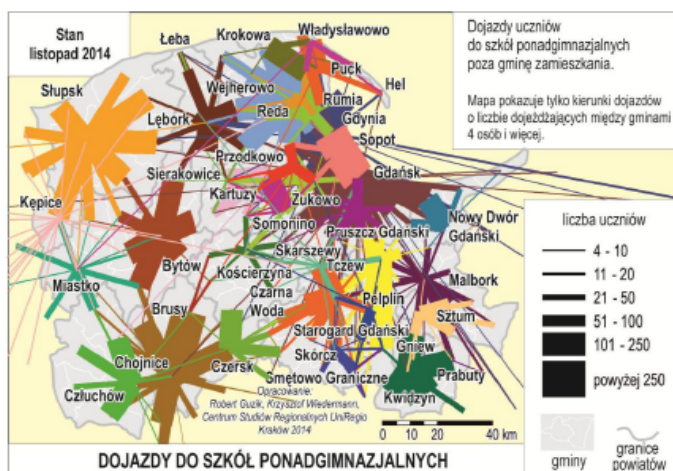 Stan
listopad 2014
Dojazdy uczniów
do szkół ponadgimnazjalnych
poza gminę zamieszkania.
Mapa pokazuje tylko kierunki dojazdów
o liczbie dojeżdżających między gminami
4 osób i więcej.
Łeba
Krokowa
Władysławowo
Puck
Hel
Słupsk
Wejherowo
Rumia
Reda
Gdynia
Lębork
Sopot
Przodkowo
Sierakowice
Gdańsk
Kartuzy
Żukowo
Kępice
Somonino
Pruszcz Gdański
Nowy Dwór
Gdański
Skarszewy
Bytów
Kościerzyna
Tczew
Malbork
Miastko
Czarna
Woda
Pelplin
Brusy
Sztum
Starogard Gdański
Chojnice
Skórcz
Gniew
Czersk
Smętowo Graniczne
Prabuty
Człuchów
Kwidzyn
liczba uczniów
4 - 10
11 - 20
21 - 50
51 - 100
101 - 250
powyżej 250
gminy
granice
powiatów
Opracowanie:
Robert Guzik, Krzysztof Wiedermann,
Centrum Studiów Regionalnych UniRegio
Kraków 2014
0 10 20 40 km
DOJAZDY DO SZKÓŁ PONADGIMNAZJALNYCH